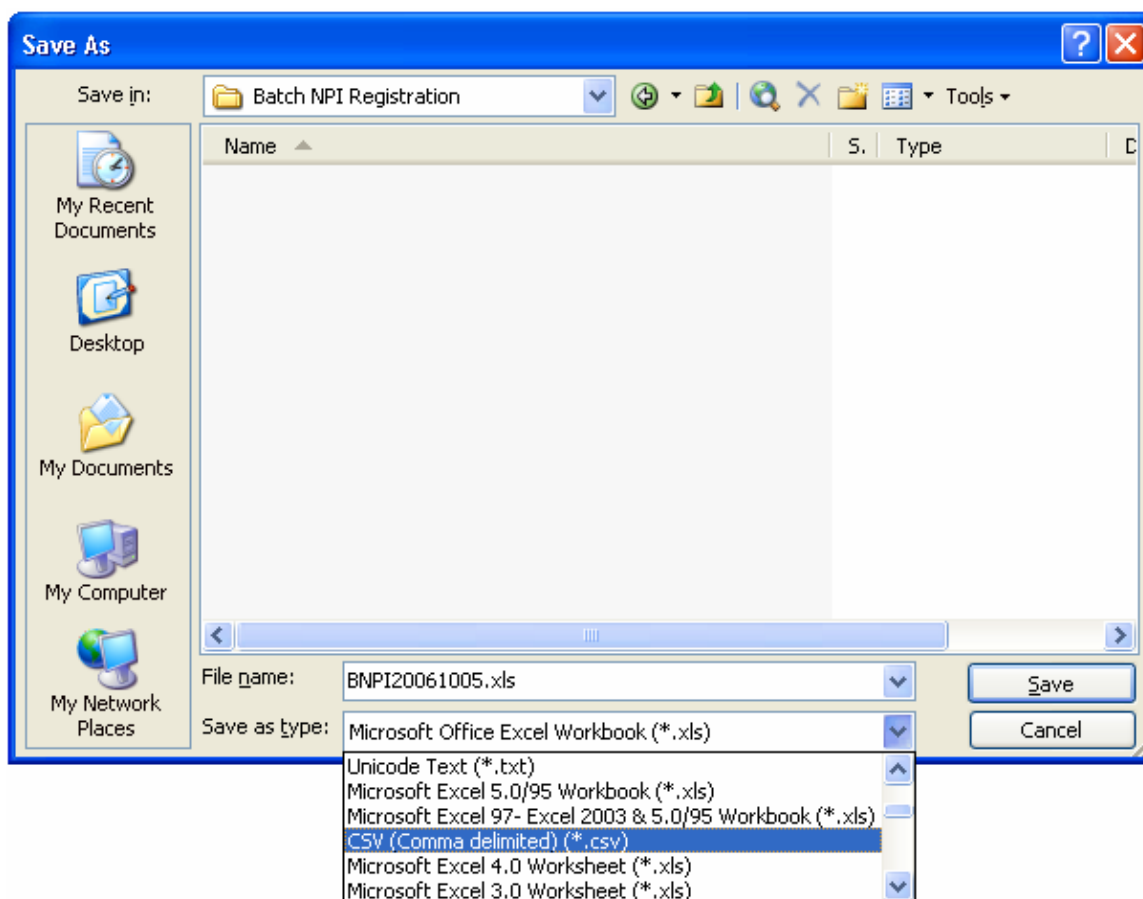 Save As
Save in:
Batch NPI Registration
Tools
Name
S.
Type
D
My Recent
Documents
Desktop
My Documents
My Computer
My Network
Places
File name:
BNPI20061005.xls
Save
Save as type:
Microsoft Office Excel Workbook (*.xls)
Cancel
Unicode Text (*.txt)
Microsoft Excel 5.0/95 Workbook (*.xls)
Microsoft Excel 97- Excel 2003 & 5.0/95 Workbook (*.xls)
CSV (Comma delimited) (*.csv)
Microsoft Excel 4.0 Worksheet (*.xls)
Microsoft Excel 3.0 Worksheet (*.xls)